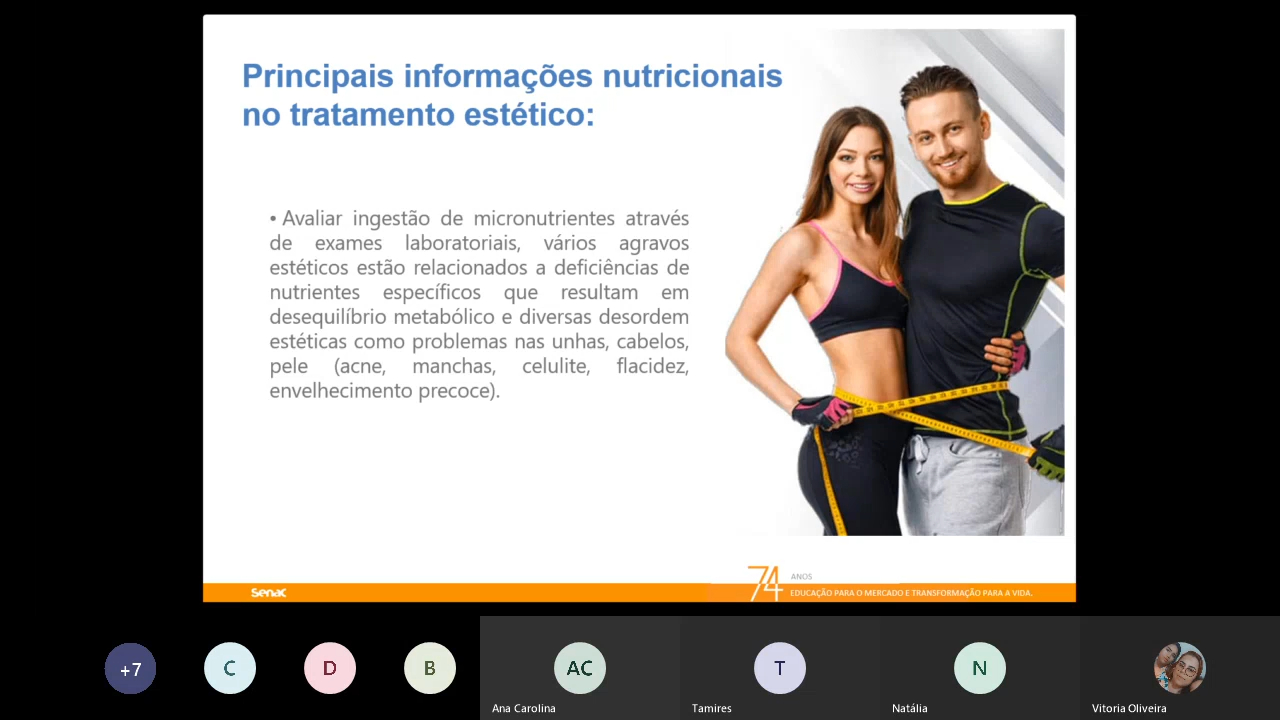 Principais informações nutricionais
no tratamento estético:
• Avaliar ingestão de micronutrientes através
de exames laboratoriais, vários agravos
estéticos estão relacionados a deficiências de
nutrientes específicos que resultam em
desequilíbrio metabólico e diversas desordem
estéticas como problemas nas unhas, cabelos,
pele (acne, manchas, celulite, flacidez,
envelhecimento precoce).
senac
74 ANOS
EDUCAÇÃO PARA O MERCADO E TRANSFORMAÇÃO PARA A VIDA.
+7
C
D
B
AC
T
N
Ana Carolina
Tamires
Natália
Vitoria Oliveira